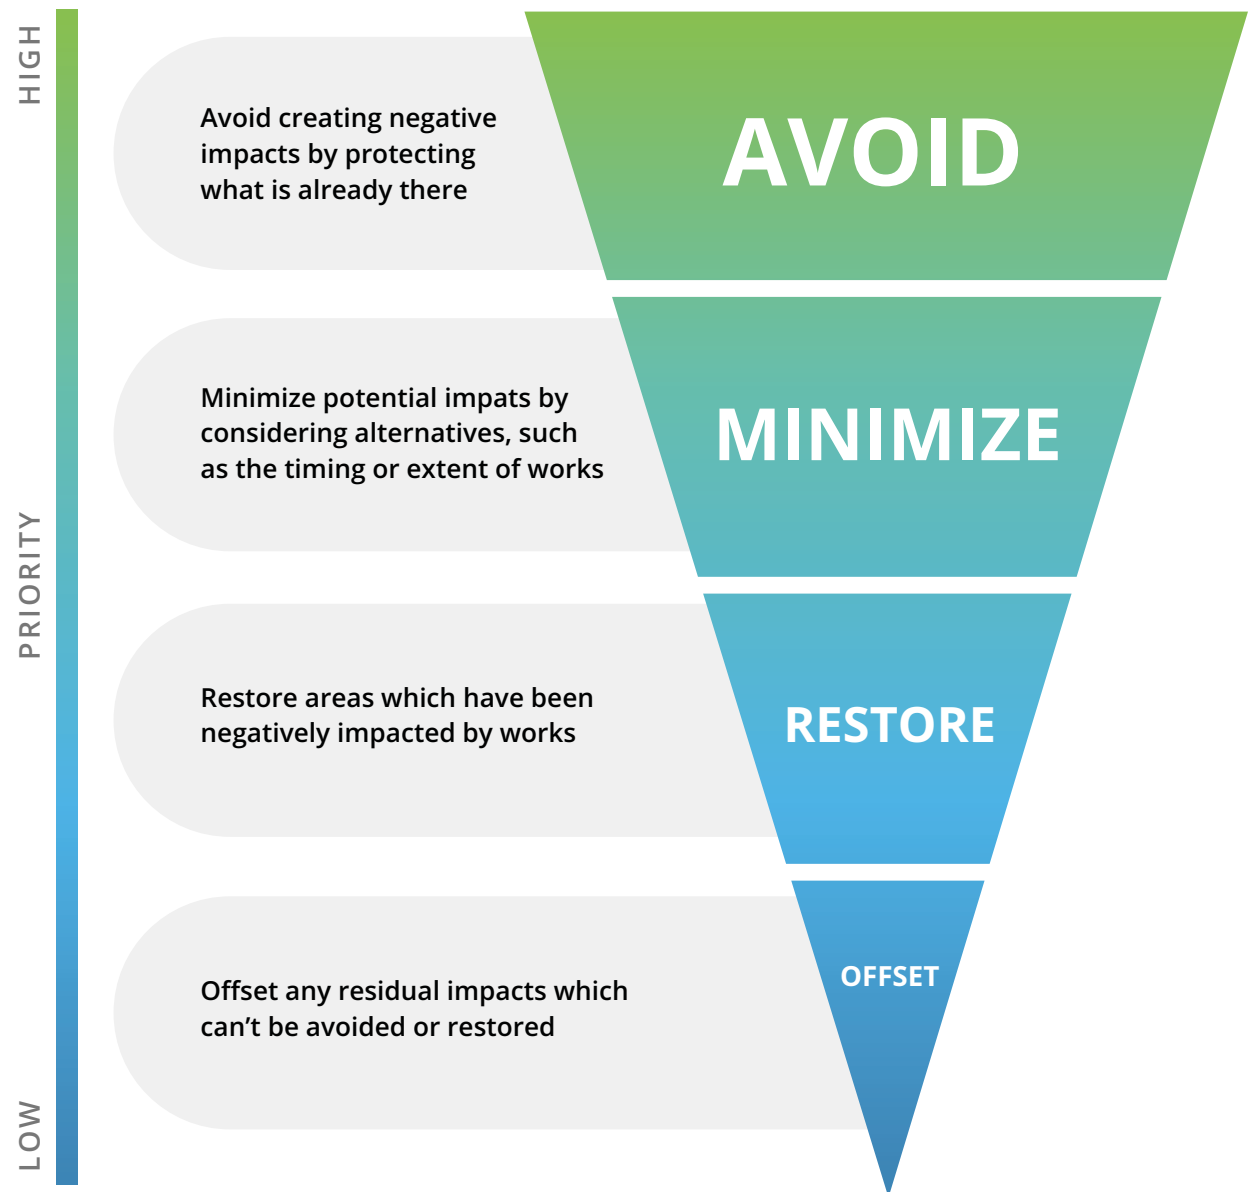 HIGH
Avoid creating negative
impacts by protecting
what is already there
AVOID
Minimize potential impats by
considering alternatives, such
as the timing or extent of works
MINIMIZE
PRIORITY
Restore areas which have been
negatively impacted by works
RESTORE
Offset any residual impacts which
can’t be avoided or restored
OFFSET
LOW